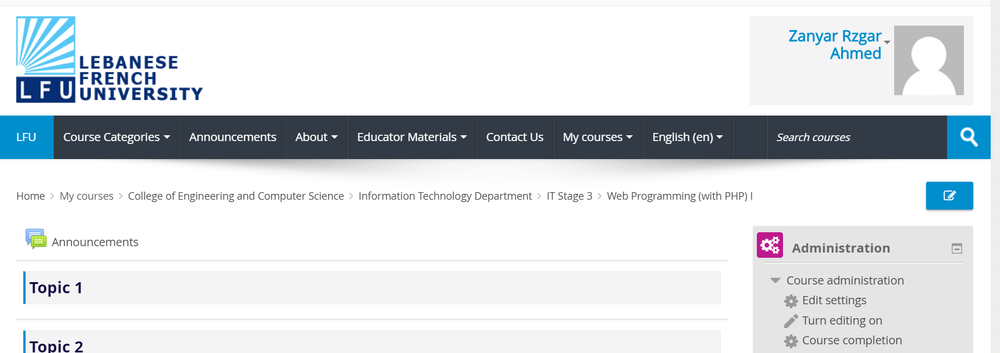 LFU
LEBANESE
FRENCH
UNIVERSITY
Zanyar Rzgar
Ahmed
LFU Course Categories Announcements About Educator Materials Contact Us My courses English (en) Search courses
Home My courses College of Engineering and Computer Science Information Technology Department IT Stage 3 Web Programming (with PHP) I
Announcements
Topic 1
Topic 2
Administration
Course administration
Edit settings
Turn editing on
Course completion